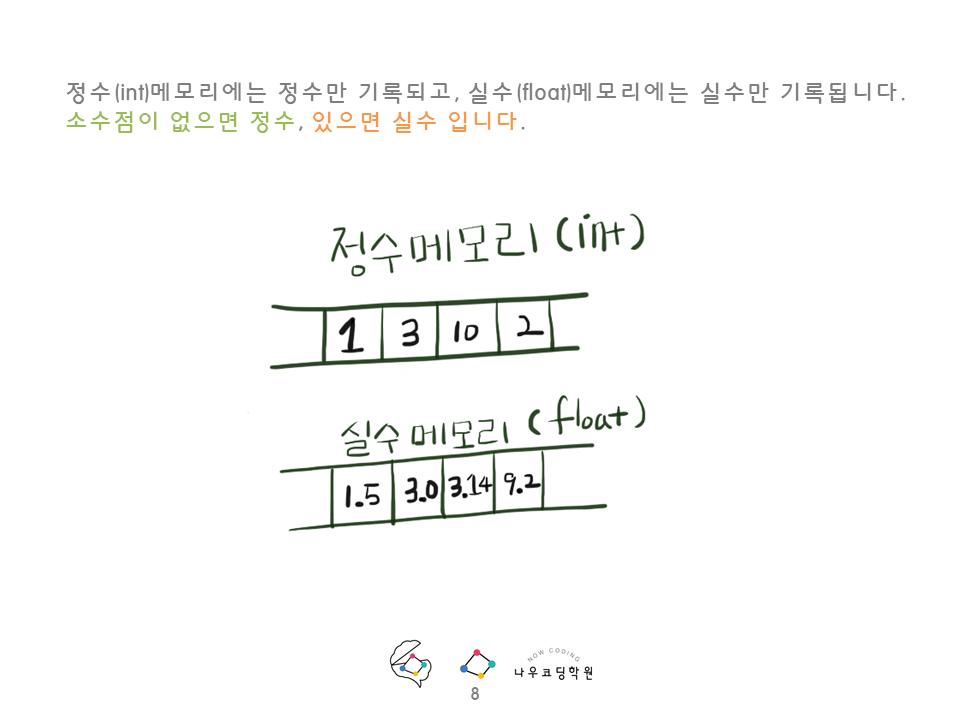 정수(int)메모리에는 정수만 기록되고, 실수(float)메모리에는 실수만 기록됩니다.
소수점이 없으면 정수, 있으면 실수 입니다.
정수메모리 (int)
1 3 10 2
실수메모리 (float)
1.5 3.0 3.14 9.2
NOW CODING
나우코딩학원
8